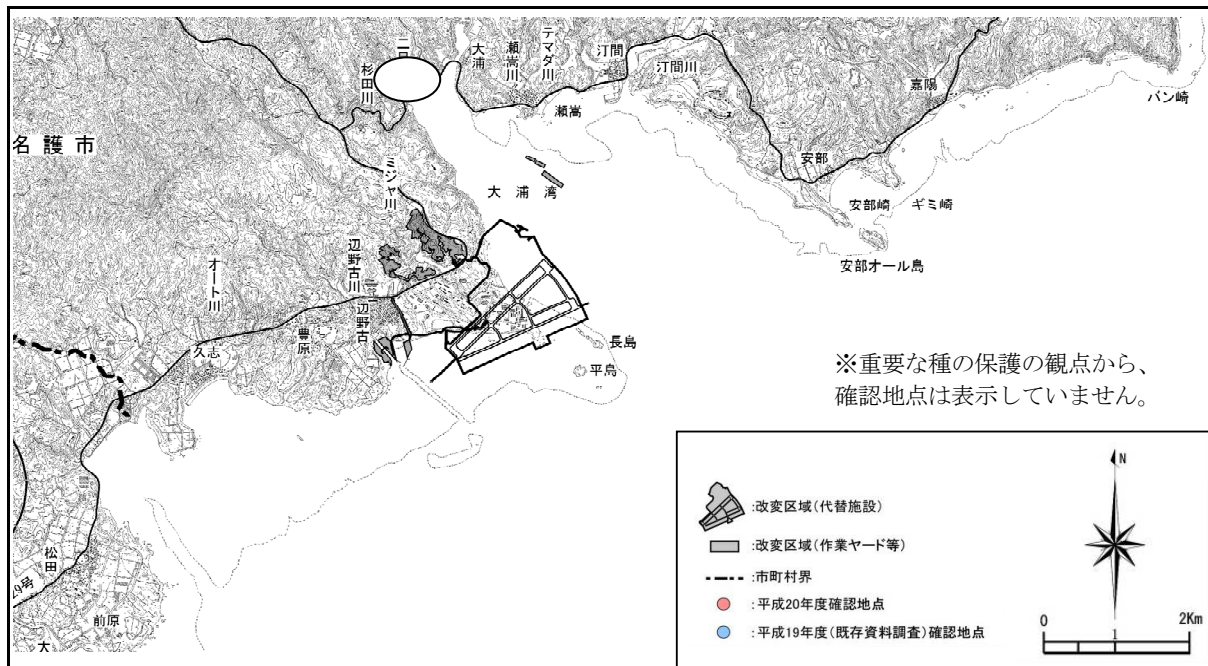 二
杉田川
大浦
瀬嵩川
テマダ川
汀間
汀間川
瀬嵩
嘉陽
バン崎
名護市
ミジャ川
大浦湾
安部
安部崎
ギミ崎
安部オール島
辺野古川
オート川
久志
豊原
辺野古
長島
平島
※重要な種の保護の観点から、
確認地点は表示していません。
松田
29号
前原
大
:改変区域(代替施設)
:改変区域(作業ヤード等)
:市町村界
:平成20年度確認地点
:平成19年度(既存資料調査)確認地点
N
0 1 2Km